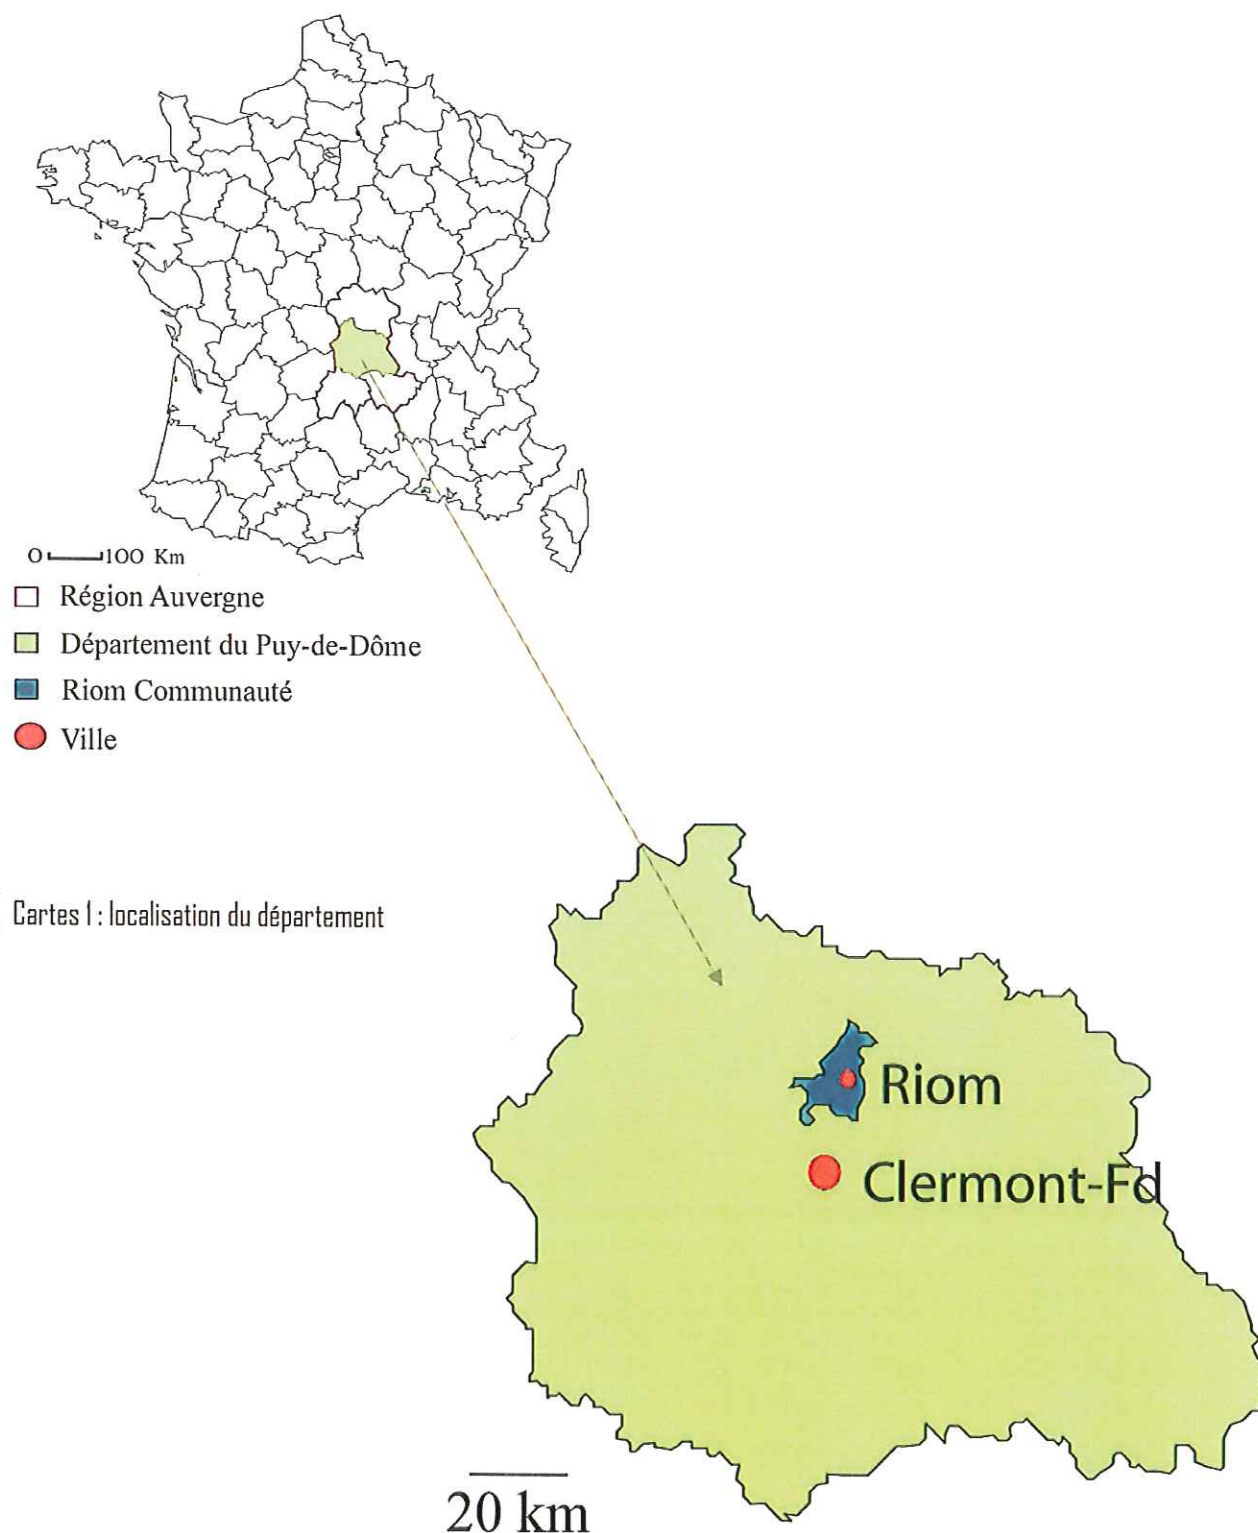 0 100 Km
Région Auvergne
Département du Puy-de-Dôme
Riom Communauté
Ville
Cartes 1 : localisation du département
Riom
Clermont-Fd
20 km